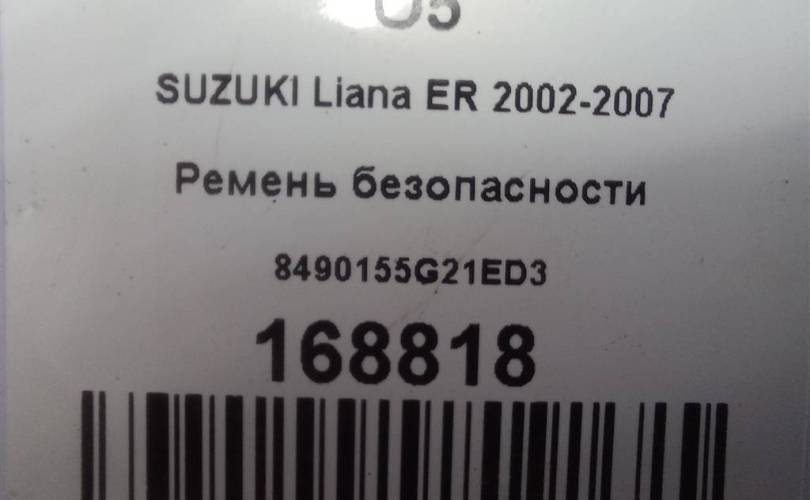 SUZUKI Liana ER 2002-2007
Ремень безопасности
8490155G21ED3
168818